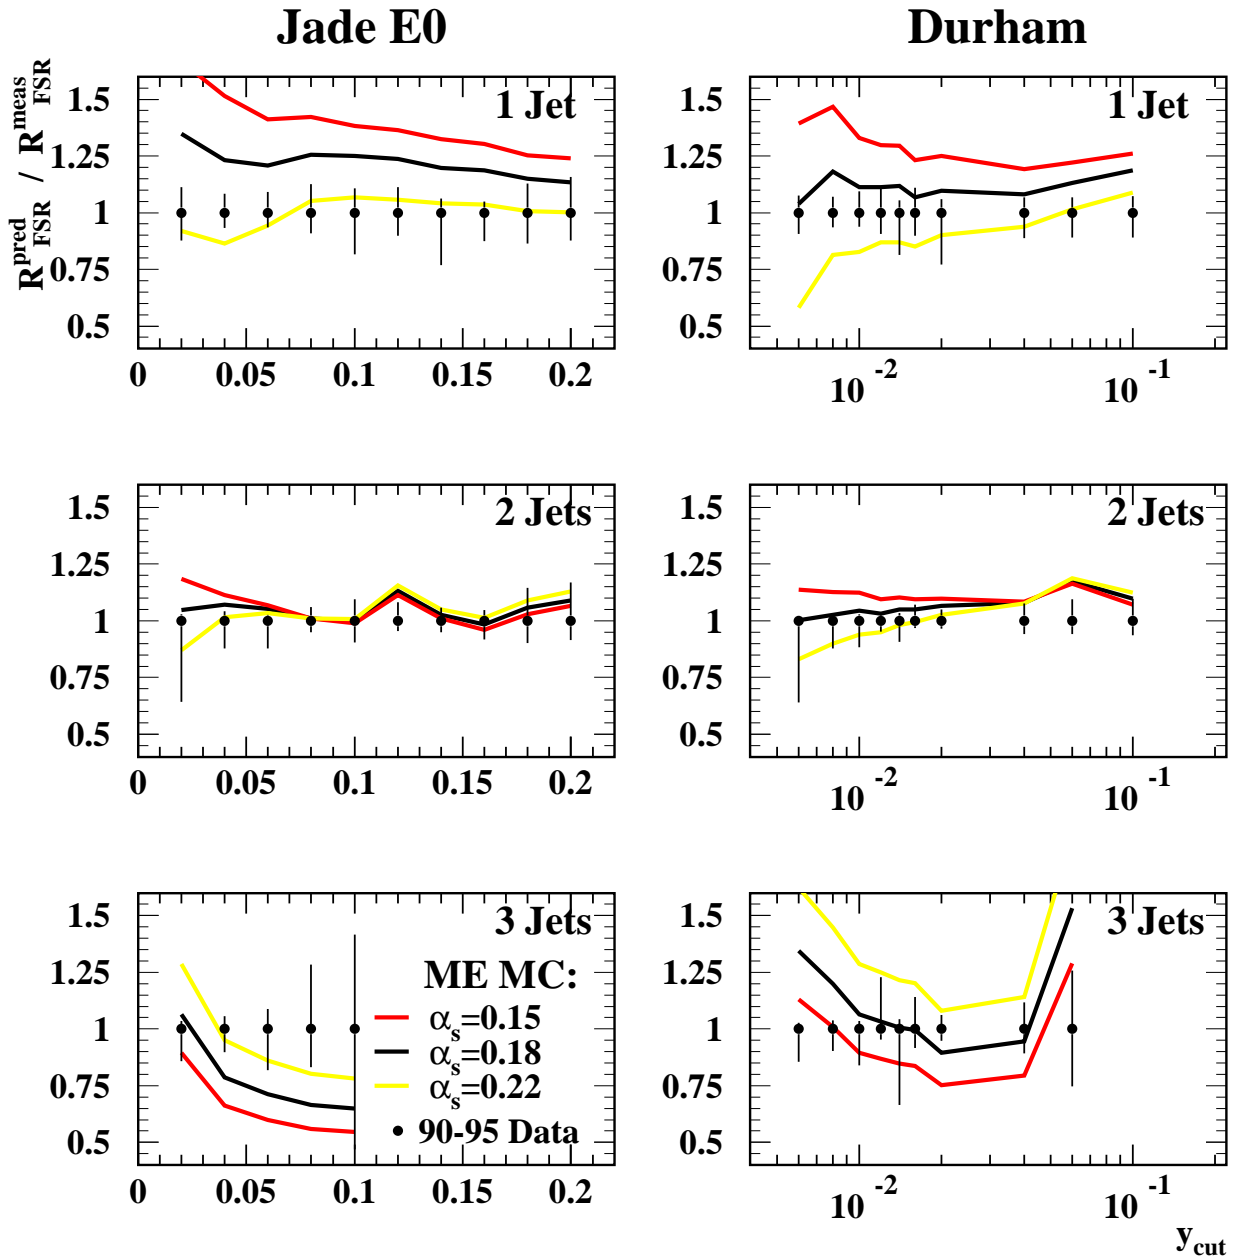 Jade E0
Durham
R^pred_FSR / R^meas_FSR
1 Jet
1.5
1.25
1
0.75
0.5
0 0.05 0.1 0.15 0.2
1 Jet
1.5
1.25
1
0.75
0.5
10^-2 10^-1
2 Jets
1.5
1.25
1
0.75
0.5
0 0.05 0.1 0.15 0.2
2 Jets
1.5
1.25
1
0.75
0.5
10^-2 10^-1
3 Jets
1.5
1.25
1
0.75
0.5
ME MC:
α_s=0.15
α_s=0.18
α_s=0.22
90-95 Data
0 0.05 0.1 0.15 0.2
3 Jets
1.5
1.25
1
0.75
0.5
10^-2 10^-1
y_cut